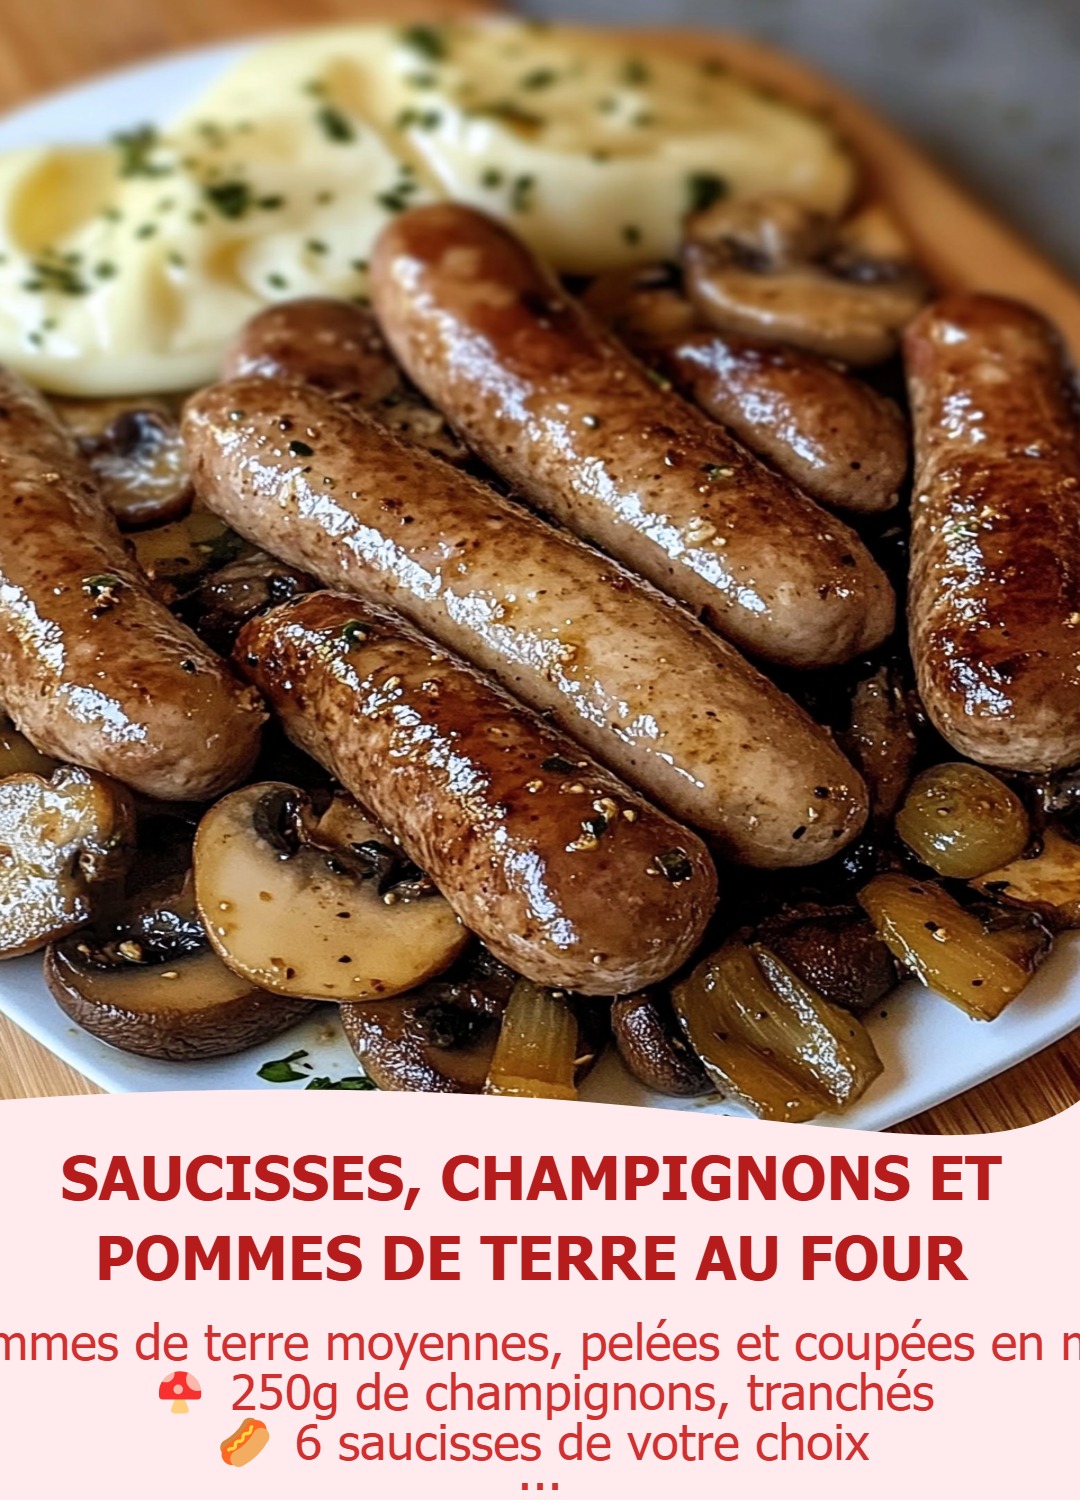 SAUCISSES, CHAMPIGNONS ET
POMMES DE TERRE AU FOUR
mmes de terre moyennes, pelées et coupées en m
250g de champignons, tranchés
6 saucisses de votre choix
...